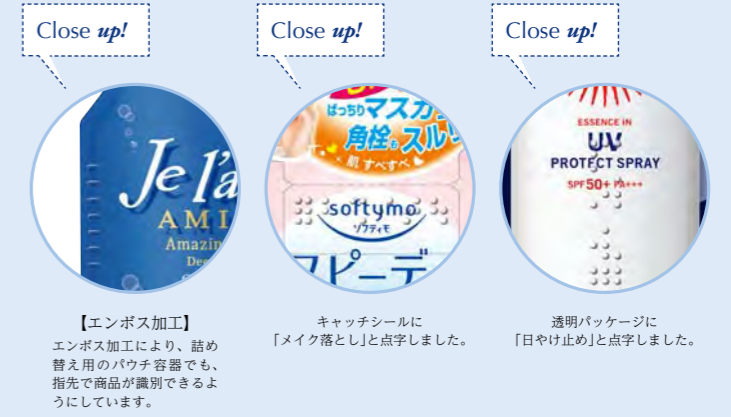 Close up!
Je l'a
AMI
Amazin
Close up!
ばっちりマスカラ
角栓もスルリ
肌 すべすべ
softymo
ソフティモ
スピーデ
Close up!
ESSENCE IN
UV
PROTECT SPRAY
SPF50+ PA+++
【エンボス加工】
エンボス加工により、詰め
替え用のパウチ容器でも、
指先で商品が識別できるよ
うにしています。
キャッチシールに
「メイク落とし」と点字しました。
透明パッケージに
「日やけ止め」と点字しました。